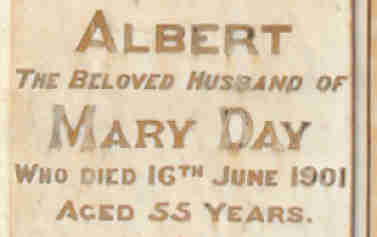 ALBERT
THE BELOVED HUSBAND OF
MARY DAY
WHO DIED 16TH JUNE 1901
AGED 55 YEARS.